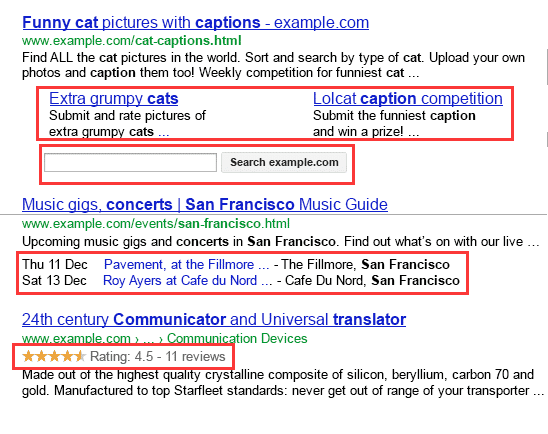 Funny cat pictures with captions - example.com
www.example.com/cat-captions.html
Find ALL the cat pictures in the world. Sort and search by type of cat. Upload your own
photos and caption them too! Weekly competition for funniest cat ...
Extra grumpy cats Lolcat caption competition
Submit and rate pictures of Submit the funniest caption
extra grumpy cats ... and win a prize! ...
Search example.com
Music gigs, concerts | San Francisco Music Guide
www.example.com/events/san-francisco.html
Upcoming music gigs and concerts in San Francisco. Find out what's on with our live ...
Thu 11 Dec Pavement, at the Fillmore ... - The Fillmore, San Francisco
Sat 13 Dec Roy Ayers at Cafe du Nord ... - Cafe Du Nord, San Francisco
24th century Communicator and Universal translator
www.example.com › ... › Communication Devices
Rating: 4.5 - 11 reviews
Made out of the highest quality crystalline composite of silicon, beryllium, carbon 70 and
gold. Manufactured to top Starfleet standards: never get out of range of your transporter ...